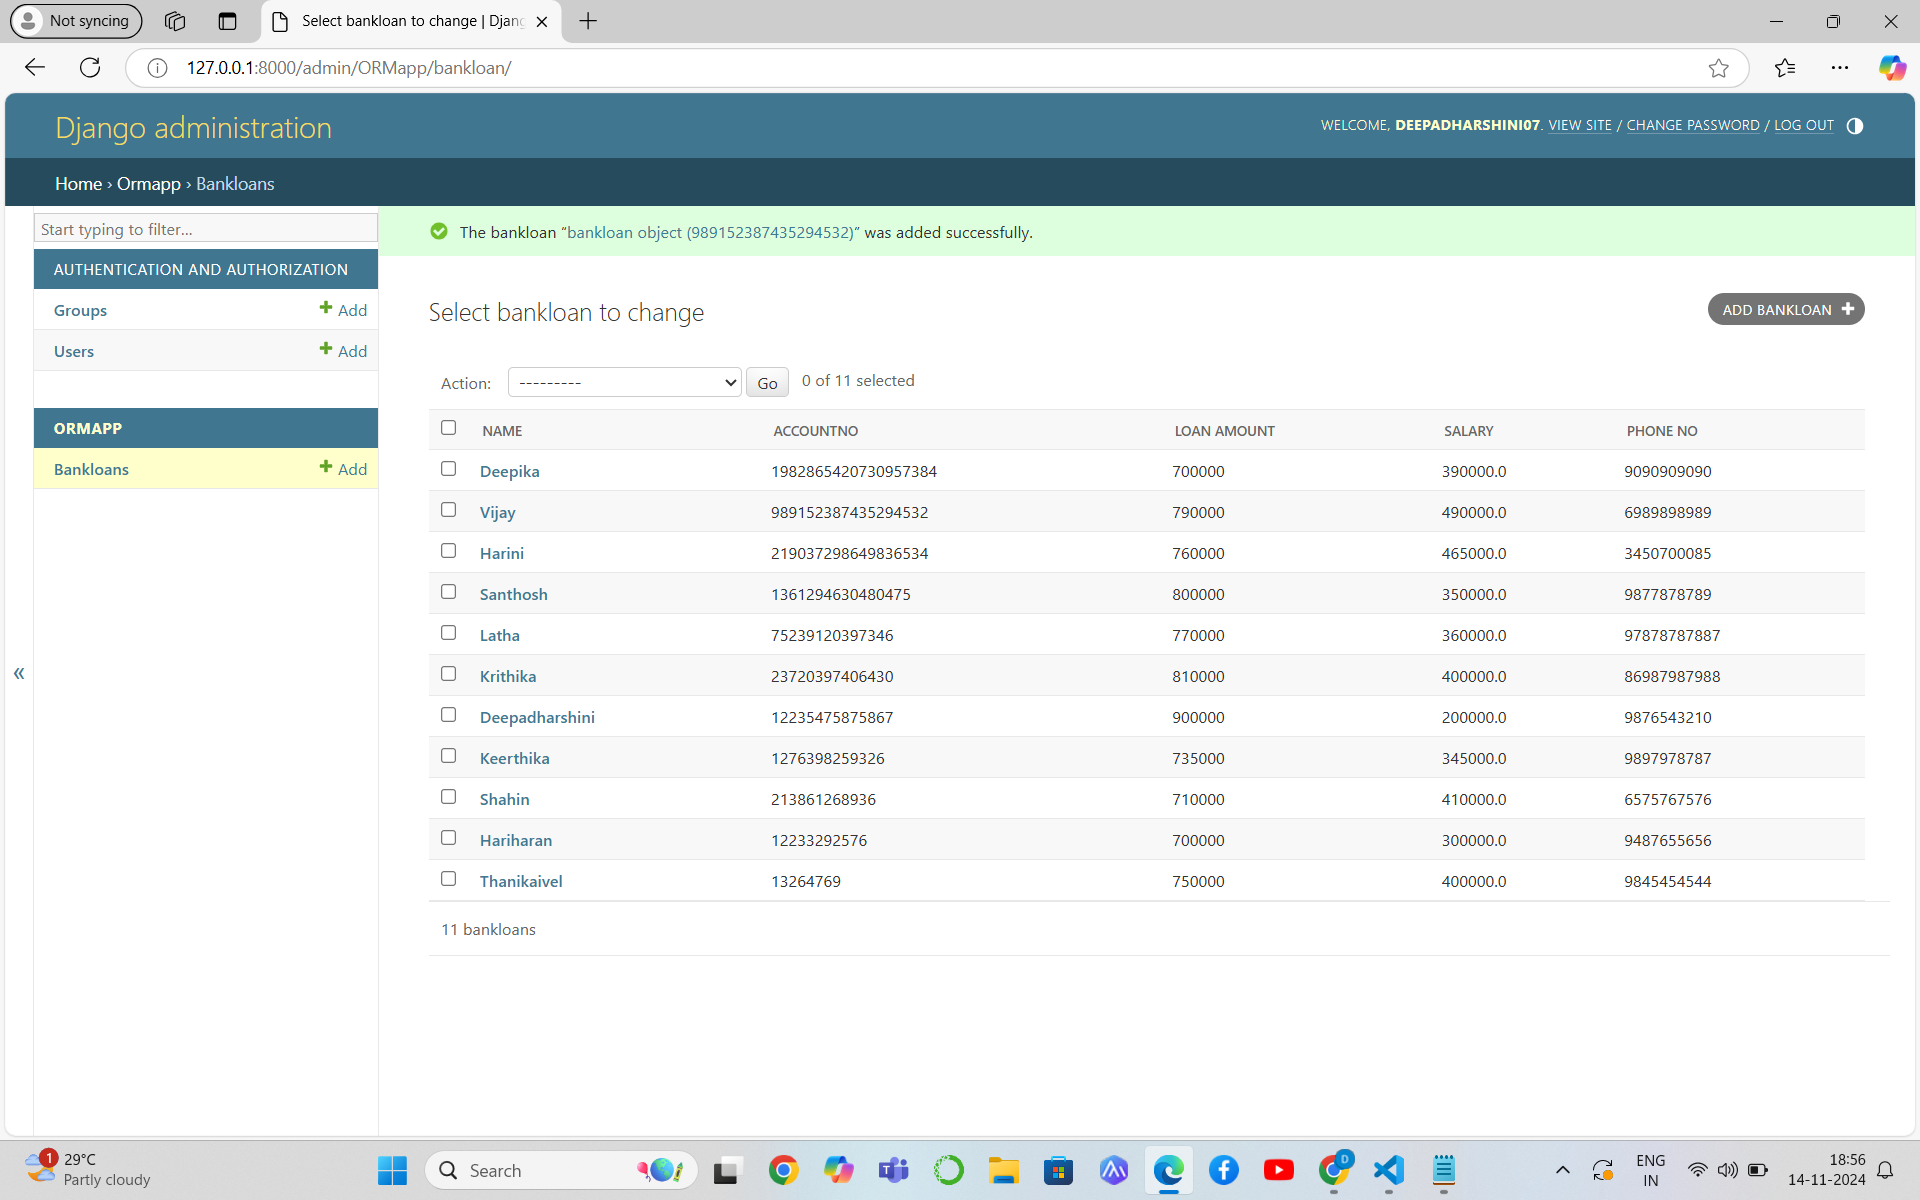 Not syncing
Select bankloan to change | Djang
127.0.0.1:8000/admin/ORMapp/bankloan/
Django administration
WELCOME, DEEPADHARSHINI07. VIEW SITE / CHANGE PASSWORD / LOG OUT
Home › Ormapp › Bankloans
Start typing to filter...
AUTHENTICATION AND AUTHORIZATION
Groups Add
Users Add
ORMAPP
Bankloans Add
«
The bankloan “bankloan object (989152387435294532)” was added successfully.
Select bankloan to change
ADD BANKLOAN
Action: --------- Go 0 of 11 selected
NAME ACCOUNTNO LOAN AMOUNT SALARY PHONE NO
Deepika 1982865420730957384 700000 390000.0 9090909090
Vijay 989152387435294532 790000 490000.0 6989898989
Harini 219037298649836534 760000 465000.0 3450700085
Santhosh 1361294630480475 800000 350000.0 9877878789
Latha 75239120397346 770000 360000.0 97878787887
Krithika 23720397406430 810000 400000.0 86987987988
Deepadharshini 12235475875867 900000 200000.0 9876543210
Keerthika 1276398259326 735000 345000.0 9897978787
Shahin 213861268936 710000 410000.0 6575767576
Hariharan 12233292576 700000 300000.0 9487655656
Thanikaivel 13264769 750000 400000.0 9845454544
11 bankloans
1
29°C
Partly cloudy
Search
D
ENG
IN
18:56
14-11-2024